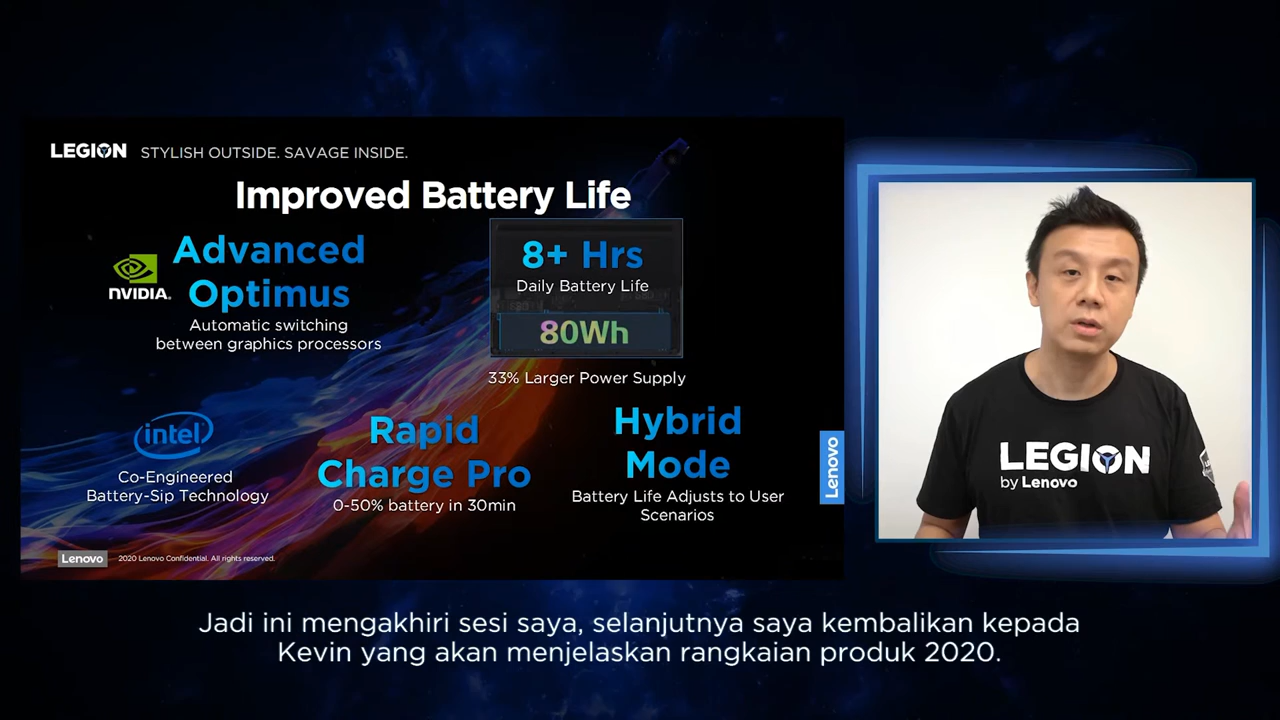 LEGION STYLISH OUTSIDE. SAVAGE INSIDE.
Improved Battery Life
NVIDIA.
Advanced
Optimus
Automatic switching
between graphics processors
8+ Hrs
Daily Battery Life
80Wh
33% Larger Power Supply
intel
Co-Engineered
Battery-Sip Technology
Rapid
Charge Pro
0-50% battery in 30min
Hybrid
Mode
Battery Life Adjusts to User
Scenarios
Lenovo
Lenovo 2020 Lenovo Confidential. All rights reserved.
LEGION
by Lenovo
Jadi ini mengakhiri sesi saya, selanjutnya saya kembalikan kepada
Kevin yang akan menjelaskan rangkaian produk 2020.